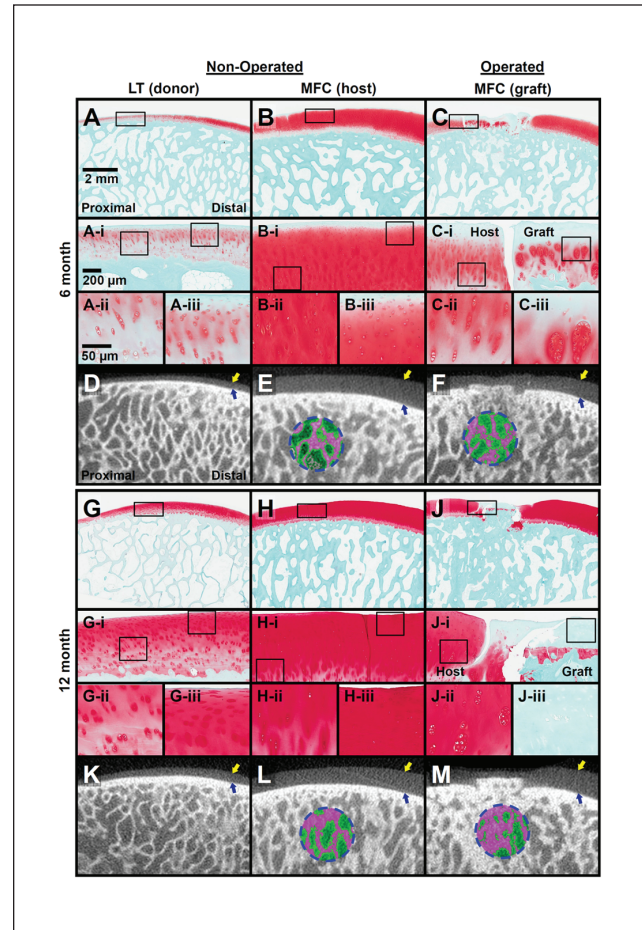 Non-Operated Operated
LT (donor) MFC (host) MFC (graft)
6 month
A B C
2 mm
Proximal Distal
A-i B-i C-i Host Graft
200 µm
A-ii A-iii B-ii B-iii C-ii C-iii
50 µm
D E F
Proximal Distal
12 month
G H J
G-i H-i J-i
Host Graft
G-ii G-iii H-ii H-iii J-ii J-iii
K L M